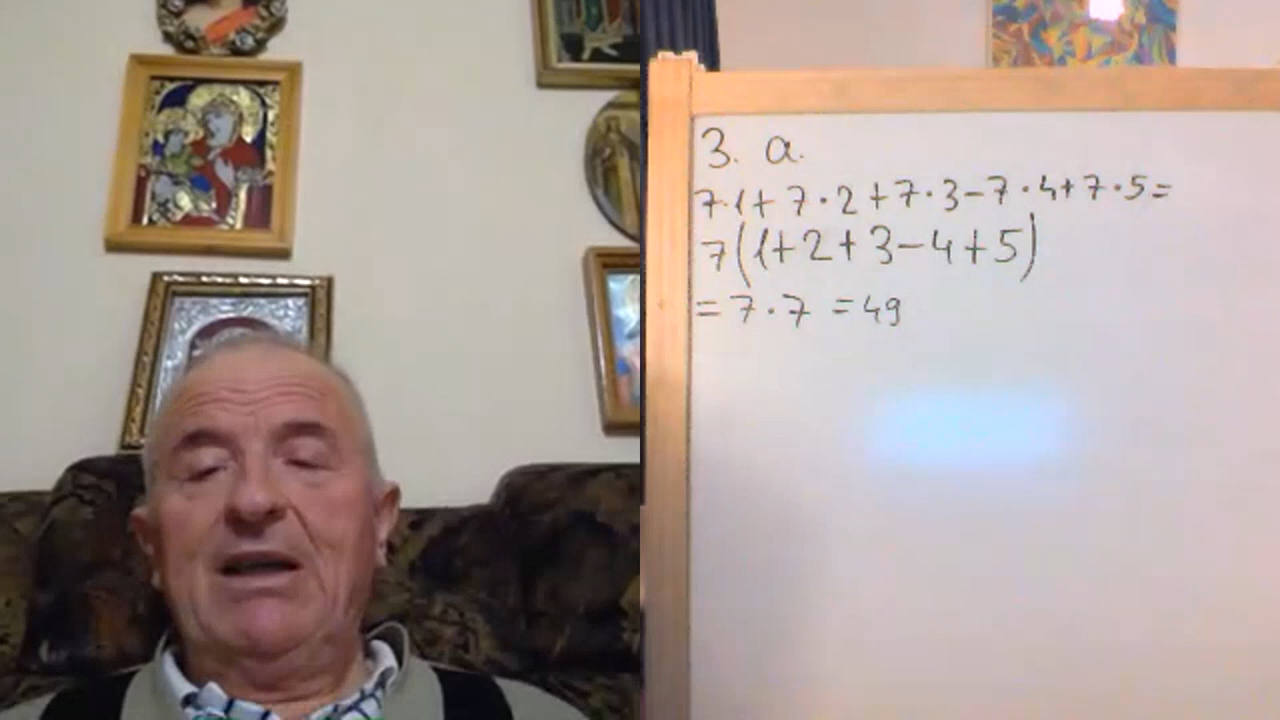 3. a.
7·1+7·2+7·3-7·4+7·5=
7(1+2+3-4+5)
=7·7=49